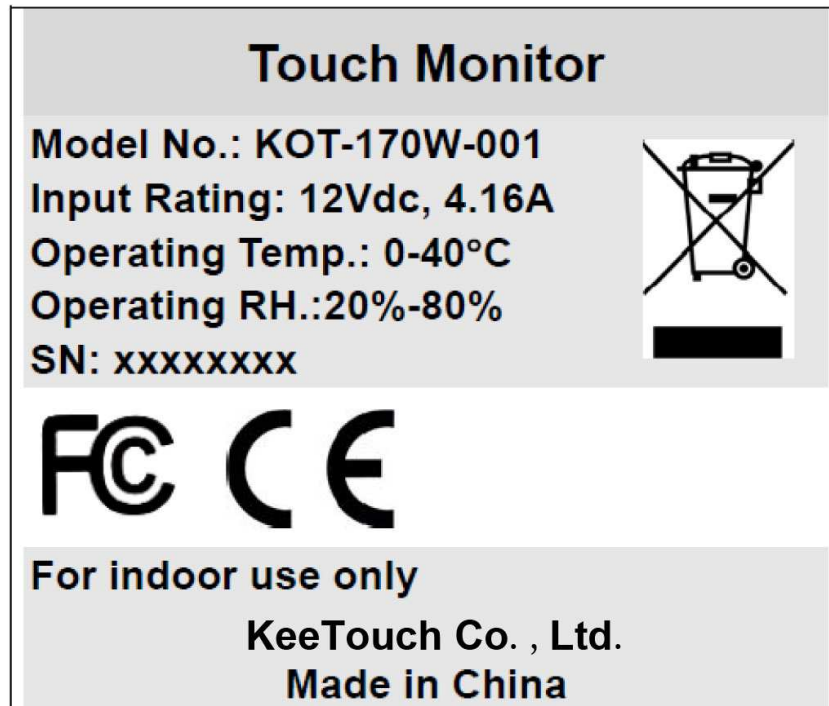 Touch Monitor
Model No.: KOT-170W-001
Input Rating: 12Vdc, 4.16A
Operating Temp.: 0-40°C
Operating RH.:20%-80%
SN: xxxxxxxx
FC CE
For indoor use only
KeeTouch Co. , Ltd.
Made in China